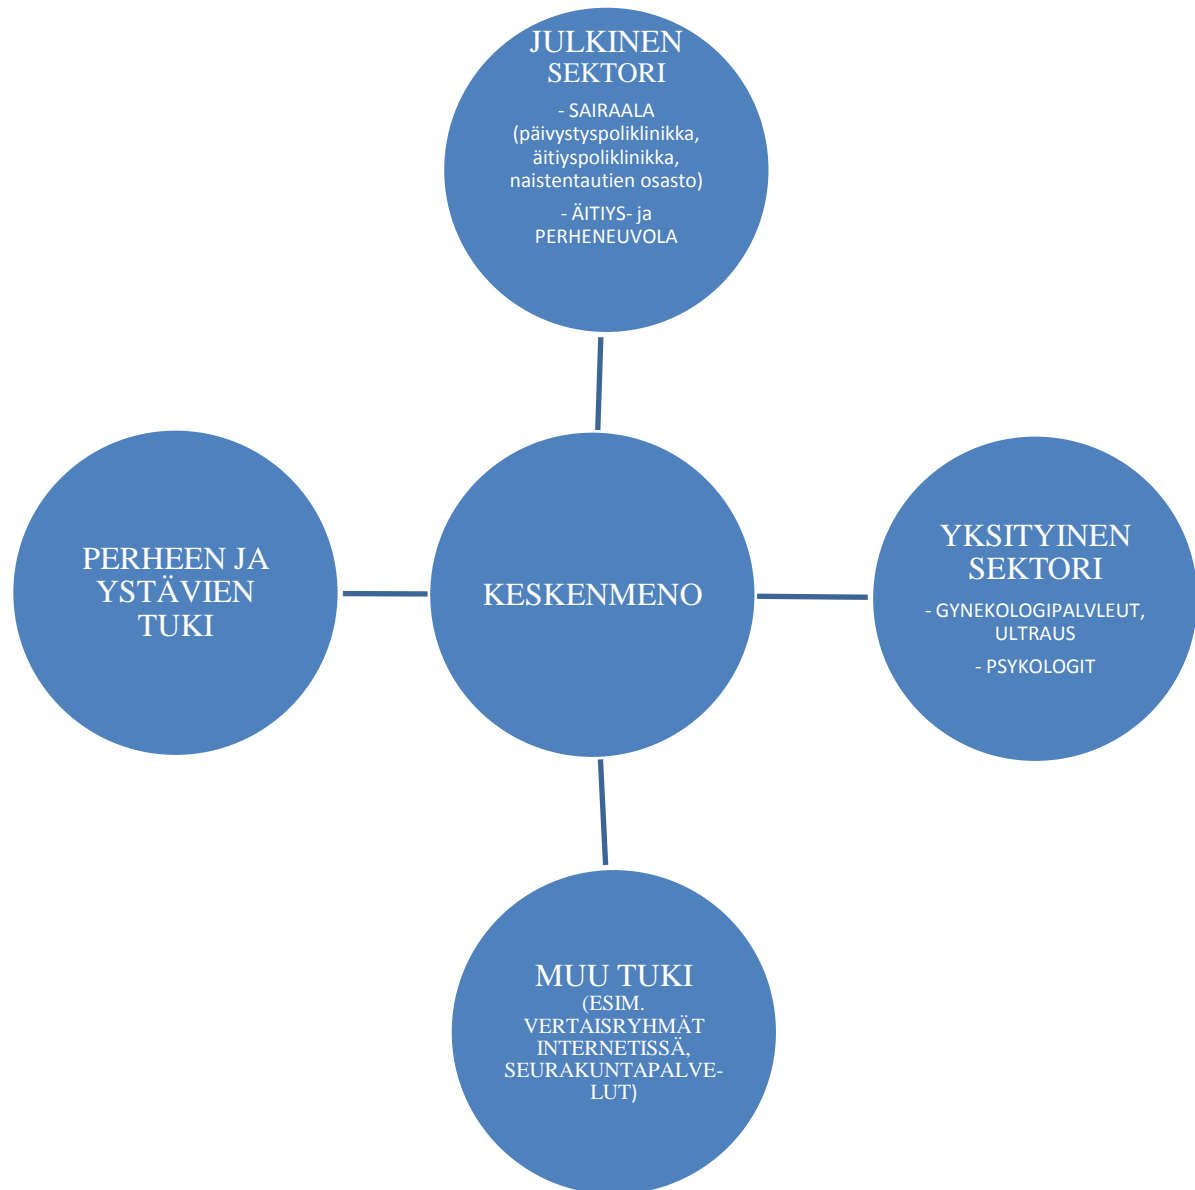 JULKINEN
SEKTORI
- SAIRAALA
(päivystyspoliklinikka,
äitiyspoliklinikka,
naistentautien osasto)
- ÄITIYS- ja
PERHENEUVOLA
PERHEEN JA
YSTÄVIEN
TUKI
KESKENMENO
YKSITYINEN
SEKTORI
- GYNEKOLOGIPALVLEUT,
ULTRAUS
- PSYKOLOGIT
MUU TUKI
(ESIM.
VERTAISRYHMÄT
INTERNETISSÄ,
SEURAKUNTAPALVE-
LUT)